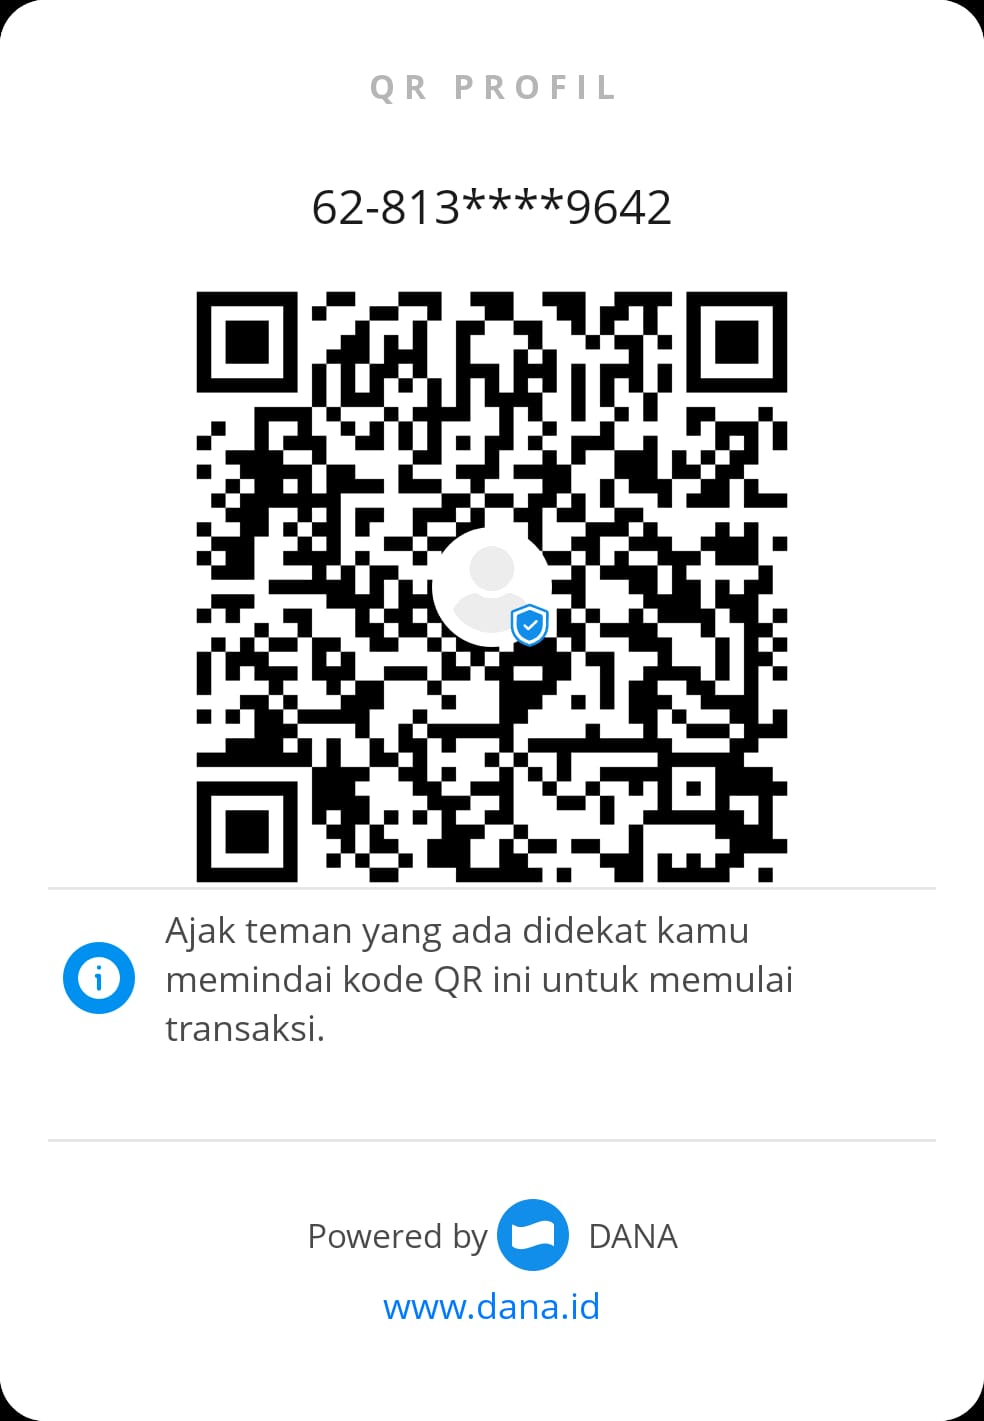 QR PROFIL
62-813****9642
Ajak teman yang ada didekat kamu
memindai kode QR ini untuk memulai
transaksi.
Powered by DANA
www.dana.id